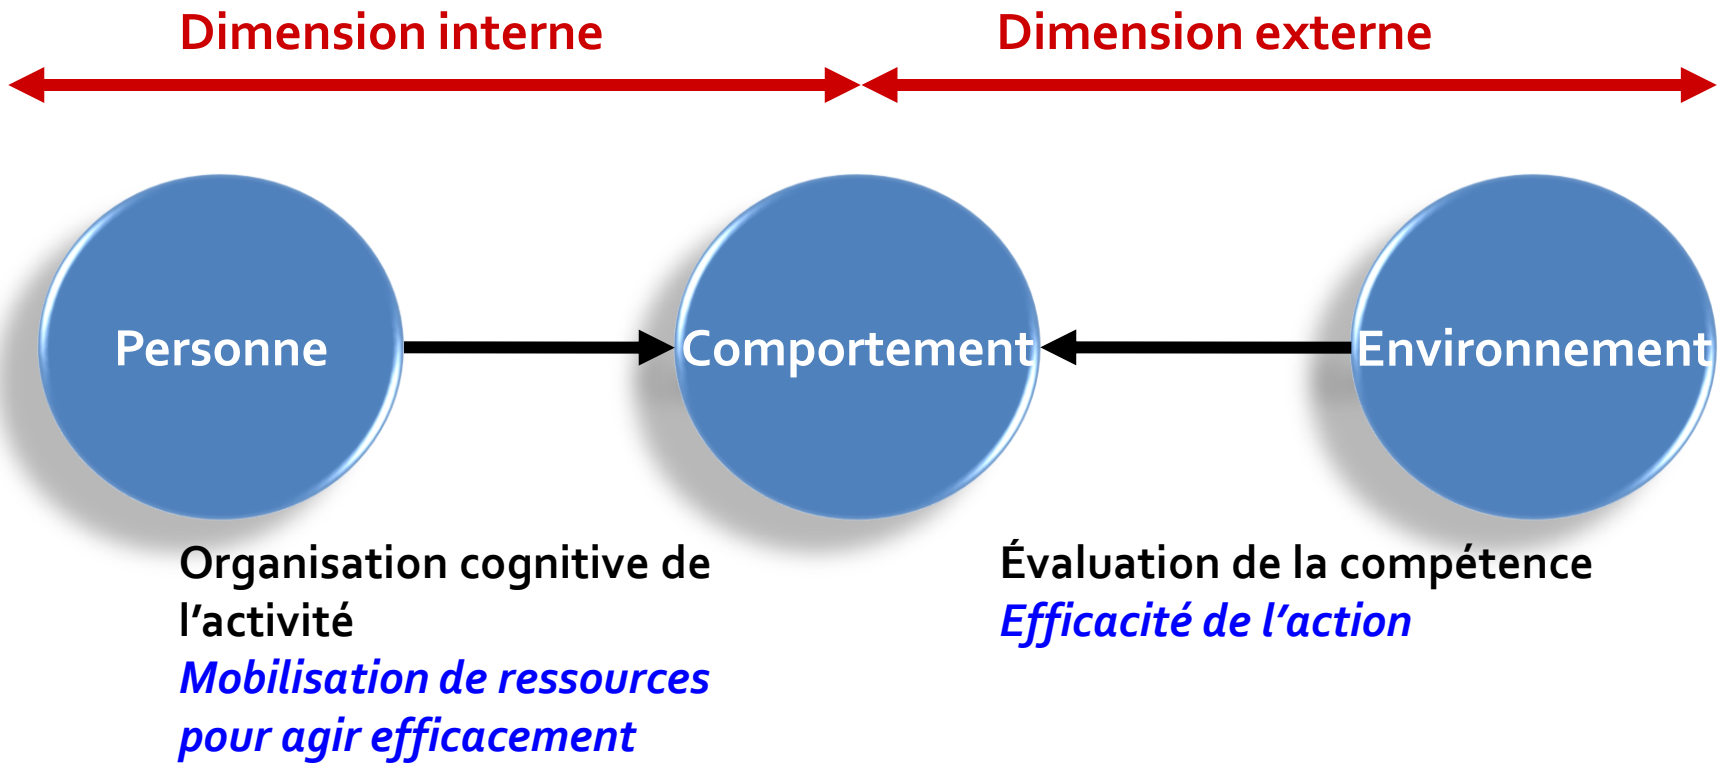 Dimension interne
Dimension externe
Personne
Comportement
Environnement
Organisation cognitive de
l’activité
Mobilisation de ressources
pour agir efficacement
Évaluation de la compétence
Efficacité de l’action